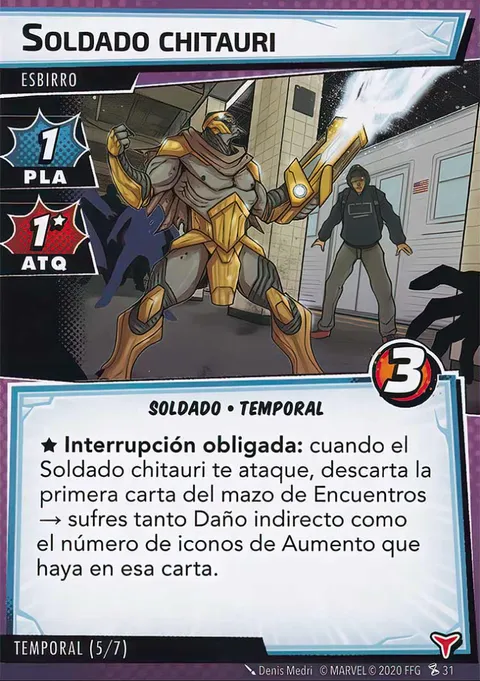 SOLDADO CHITAURI
ESBIRRO
1
PLA
1★
ATQ
3
SOLDADO • TEMPORAL
★ Interrupción obligada: cuando el
Soldado chitauri te ataque, descarta la
primera carta del mazo de Encuentros
→ sufres tanto Daño indirecto como
el número de iconos de Aumento que
haya en esa carta.
TEMPORAL (5/7)
Denis Medri © MARVEL © 2020 FFG 31